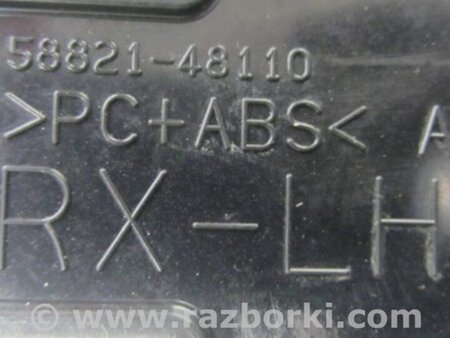 58821-48110
>PC+ABS< A
RX-LH
© www.razborki.com